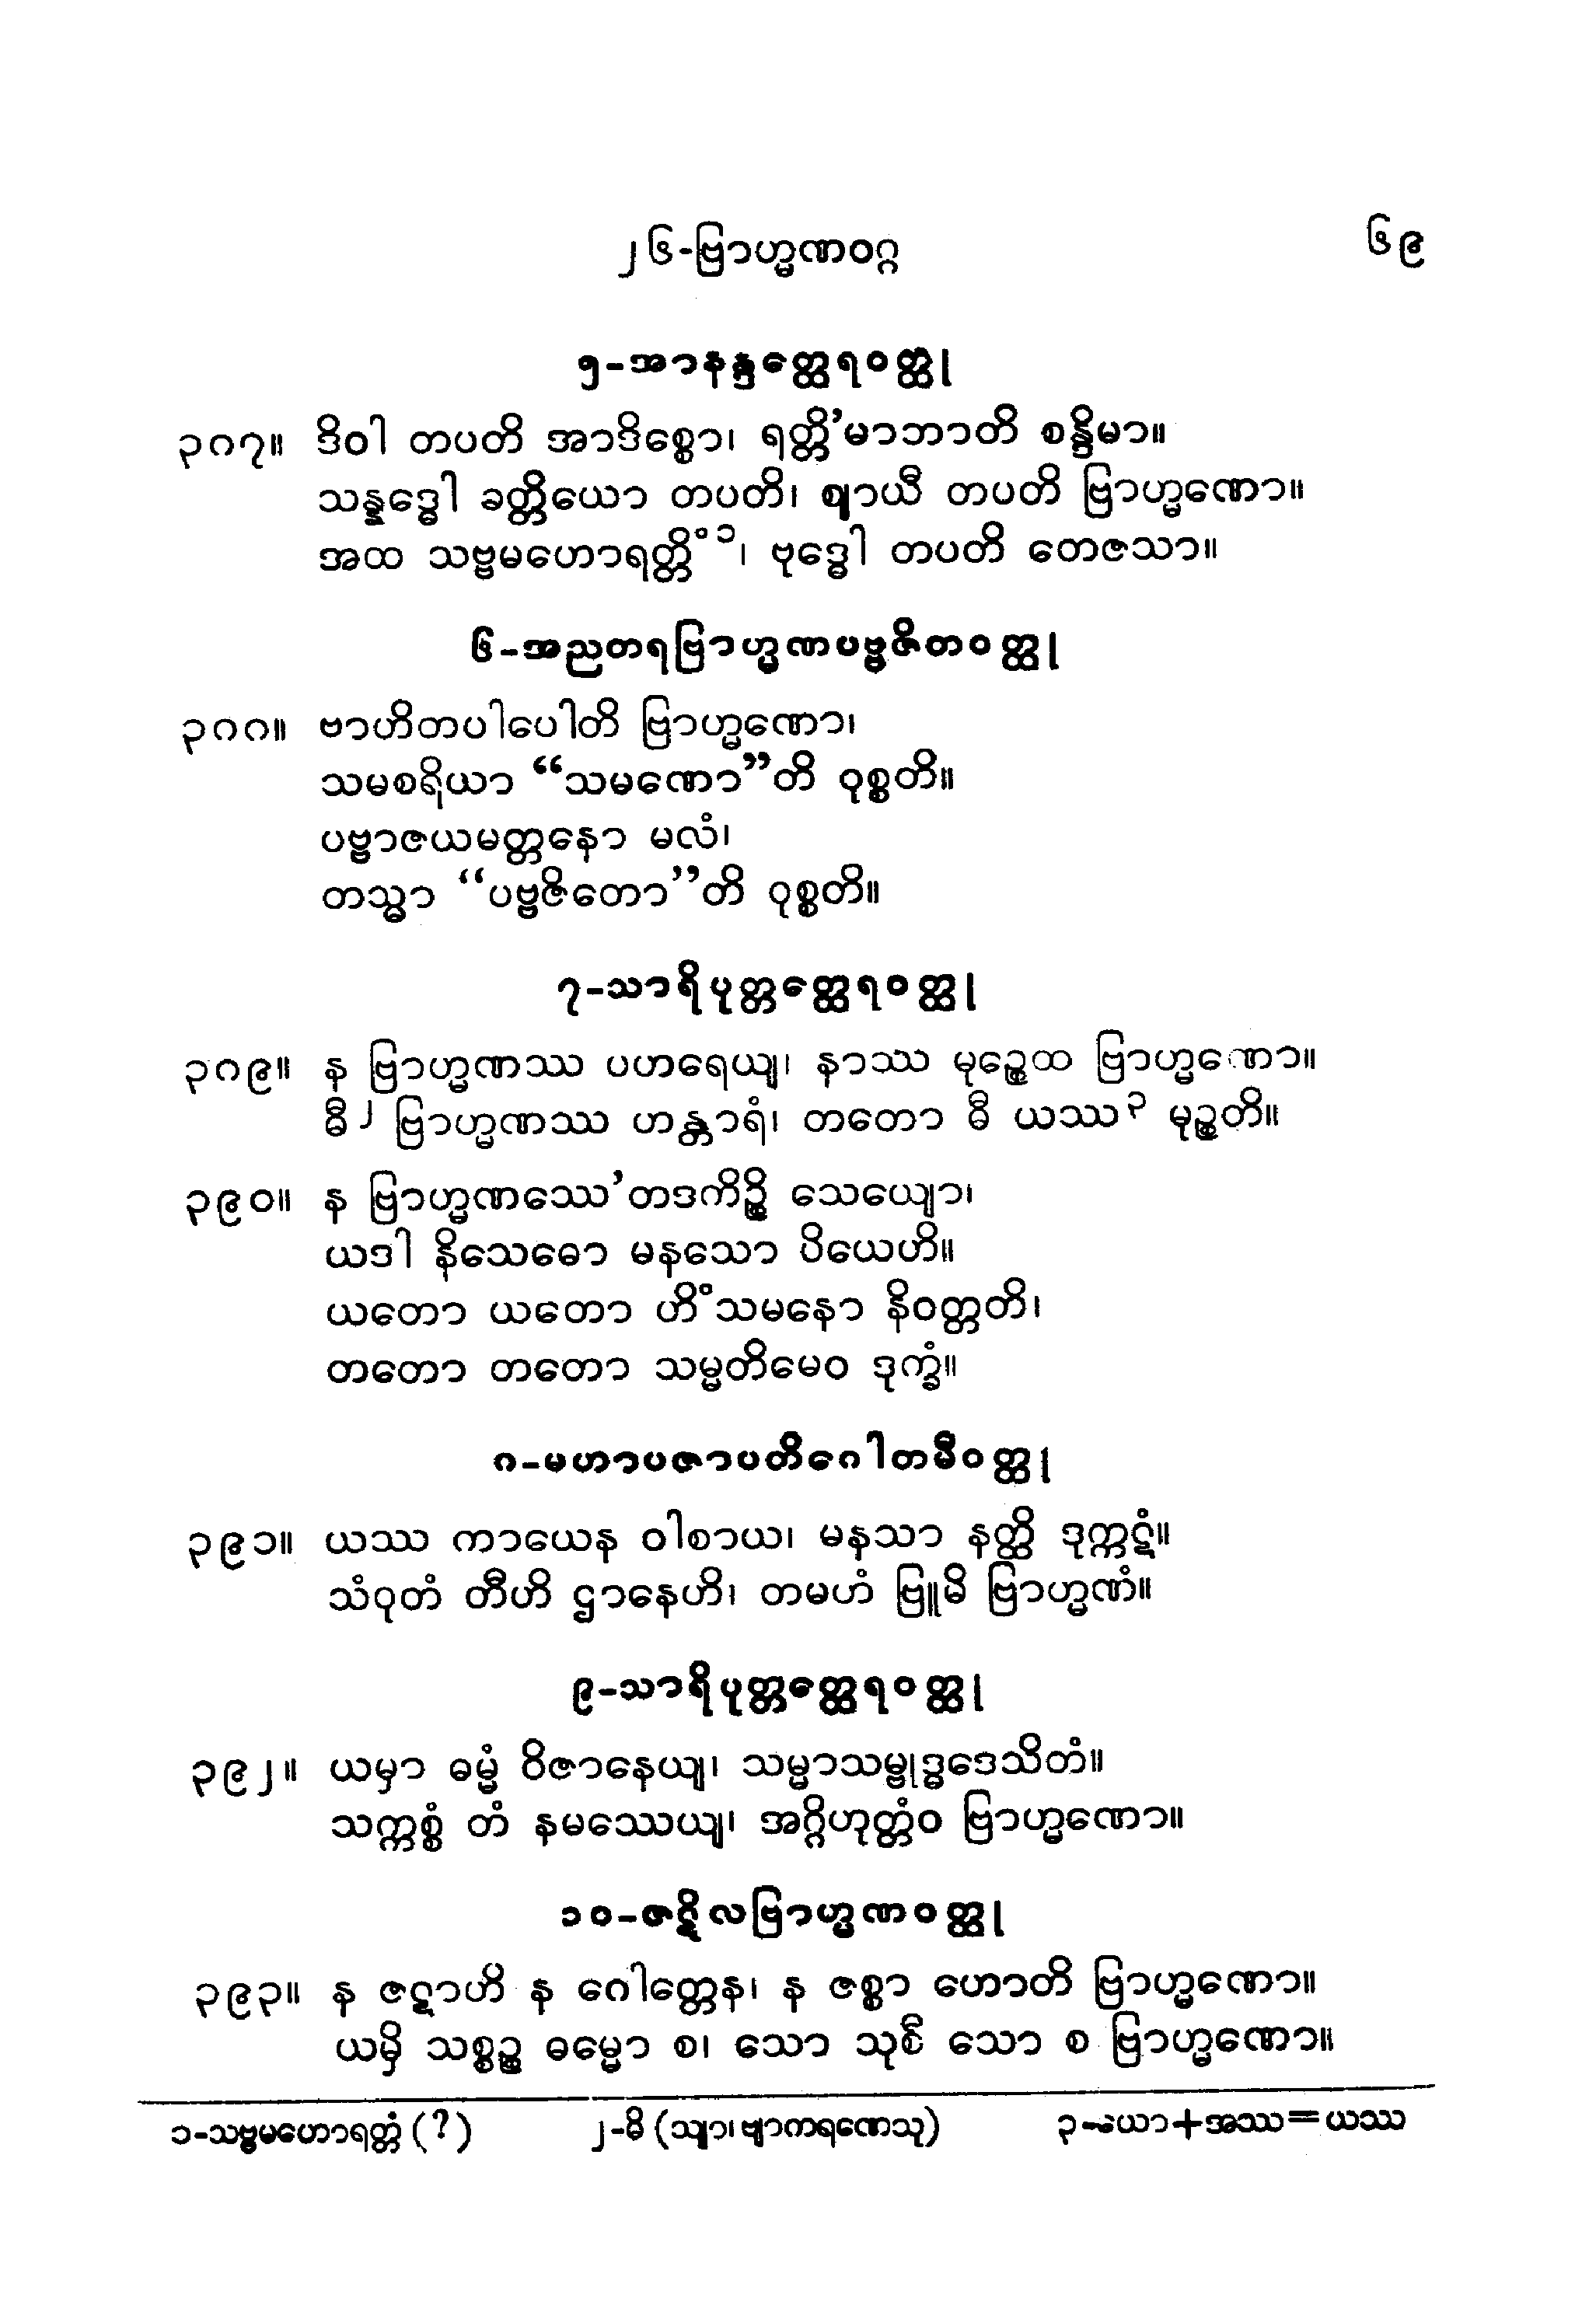 ၂၆-ဗြာဟ္မဏဝဂ္ဂ ၆၉
၅-အာနန္ဒတ္ထေရဝတ္ထု
၃၈၇။ ဒိဝါ တပတိ အာဒိစ္စော၊ ရတ္တိ’မာဘာတိ စန္ဒိမာ။
သန္နဒ္ဓေါ ခတ္တိယော တပတိ၊ ဈာယီ တပတိ ဗြာဟ္မဏော။
အထ သဗ္ဗမဟောရတ္တိံ ၁၊ ဗုဒ္ဓေါ တပတိ တေဇသာ။
၆-အညတရဗြာဟ္မဏပဗ္ဗဇိတဝတ္ထု
၃၈၈။ ဗာဟိတပါပေါတိ ဗြာဟ္မဏော၊
သမစရိယာ “သမဏော”တိ ဝုစ္စတိ။
ပဗ္ဗာဇယမတ္တနော မလံ၊
တသ္မာ “ပဗ္ဗဇိတော”တိ ဝုစ္စတိ။
၇-သာရိပုတ္တတ္ထေရဝတ္ထု
၃၈၉။ န ဗြာဟ္မဏဿ ပဟရေယျ၊ နာဿ မုဉ္စေထ ဗြာဟ္မဏော။
ဓီ ၂ ဗြာဟ္မဏဿ ဟန္တာရံ၊ တတော ဓီ ယဿ ၃ မုဉ္စတိ။
၃၉၀။ န ဗြာဟ္မဏဿေ’တဒကိဉ္စိ သေယျော၊
ယဒါ နိသေဓော မနသော ပိယေဟိ။
ယတော ယတော ဟိံသမနော နိဝတ္တတိ၊
တတော တတော သမ္မတိမေဝ ဒုက္ခံ။
၈-မဟာပဇာပတိဂေါတမီဝတ္ထု
၃၉၁။ ယဿ ကာယေန ဝါစာယ၊ မနသာ နတ္ထိ ဒုက္ကဋံ။
သံဝုတံ တီဟိ ဌာနေဟိ၊ တမဟံ ဗြူမိ ဗြာဟ္မဏံ။
၉-သာရိပုတ္တတ္ထေရဝတ္ထု
၃၉၂။ ယမှာ ဓမ္မံ ဝိဇာနေယျ၊ သမ္မာသမ္ဗုဒ္ဓဒေသိတံ။
သက္ကစ္စံ တံ နမဿေယျ၊ အဂ္ဂိဟုတ္တံဝ ဗြာဟ္မဏော။
၁၀-ဇဋိလဗြာဟ္မဏဝတ္ထု
၃၉၃။ န ဇဋာဟိ န ဂေါတ္တေန၊ န ဇစ္စာ ဟောတိ ဗြာဟ္မဏော။
ယမှိ သစ္စဉ္စ ဓမ္မော စ၊ သော သုစီ သော စ ဗြာဟ္မဏော။
၁-သဗ္ဗမဟောရတ္တံ (?) ၂-ဓိ (သျာ၊ ဗျာကရဏေသု) ၃-ယော+အဿ=ယဿ